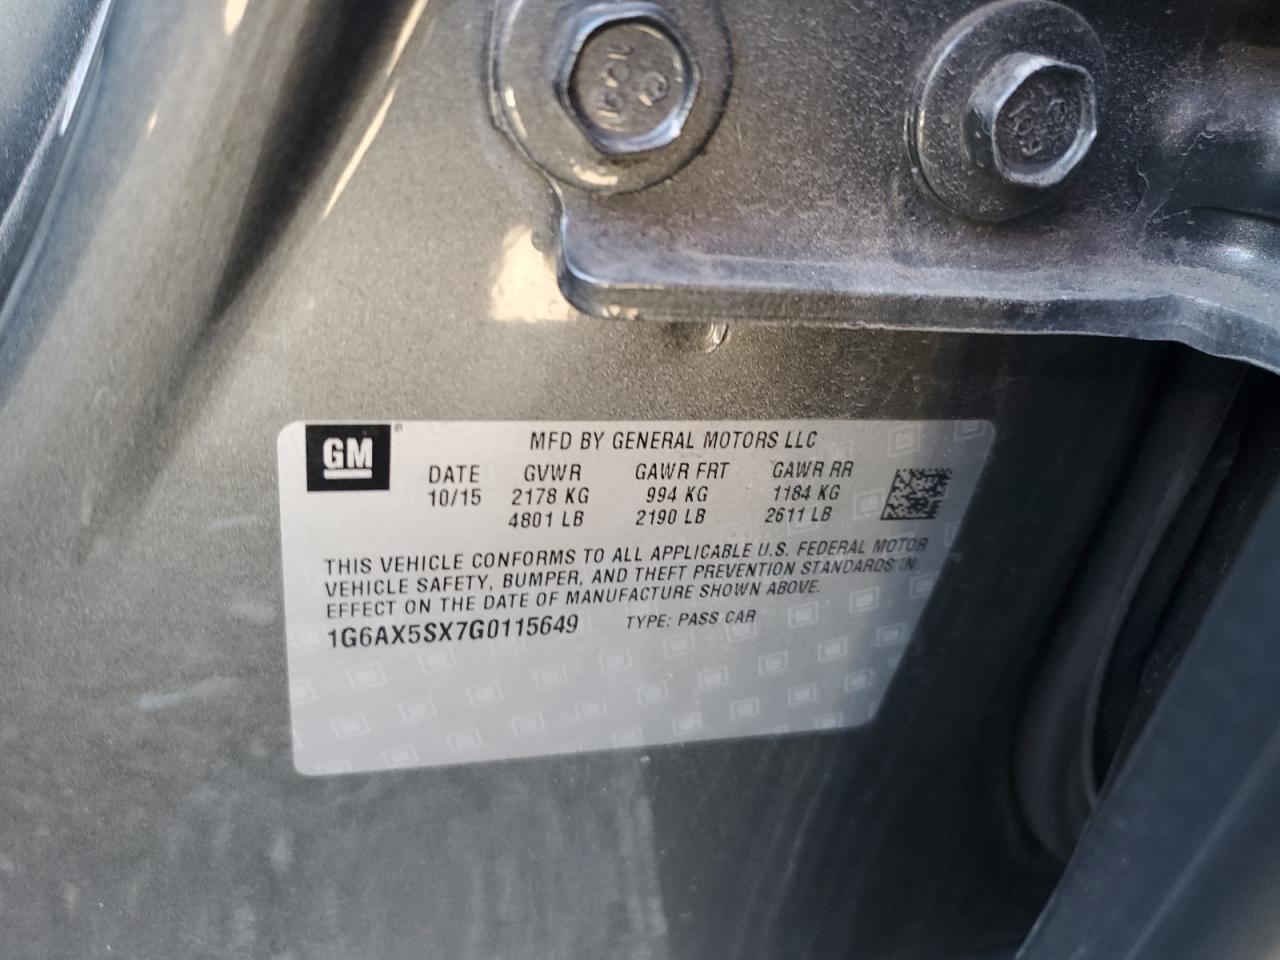 GM
MFD BY GENERAL MOTORS LLC
DATE GVWR GAWR FRT GAWR RR
10/15 2178 KG 994 KG 1184 KG
4801 LB 2190 LB 2611 LB
THIS VEHICLE CONFORMS TO ALL APPLICABLE U.S. FEDERAL MOTOR
VEHICLE SAFETY, BUMPER, AND THEFT PREVENTION STANDARDS IN
EFFECT ON THE DATE OF MANUFACTURE SHOWN ABOVE.
1G6AX5SX7G0115649 TYPE: PASS CAR